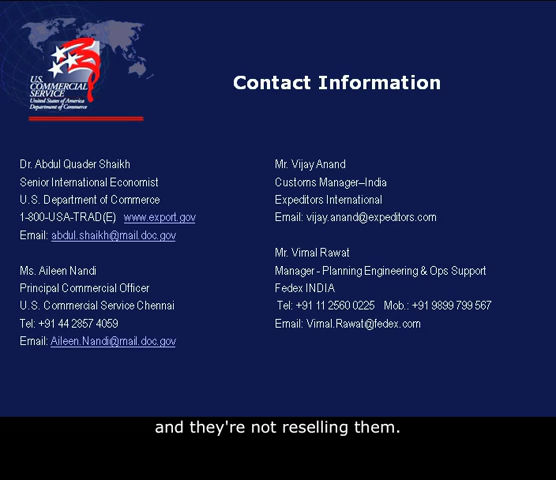 U.S.
COMMERCIAL
SERVICE
United States of America
Department of Commerce
Contact Information
Dr. Abdul Quader Shaikh
Senior International Economist
U.S. Department of Commerce
1-800-USA-TRAD(E) www.export.gov
Email: abdul.shaikh@mail.doc.gov
Ms. Aileen Nandi
Principal Commercial Officer
U.S. Commercial Service Chennai
Tel: +91 44 2857 4059
Email: Aileen.Nandi@mail.doc.gov
Mr. Vijay Anand
Customs Manager–India
Expeditors International
Email: vijay.anand@expeditors.com
Mr. Vimal Rawat
Manager - Planning Engineering & Ops Support
Fedex INDIA
Tel: +91 11 2560 0225 Mob.: +91 9899 799 567
Email: Vimal.Rawat@fedex.com
and they're not reselling them.